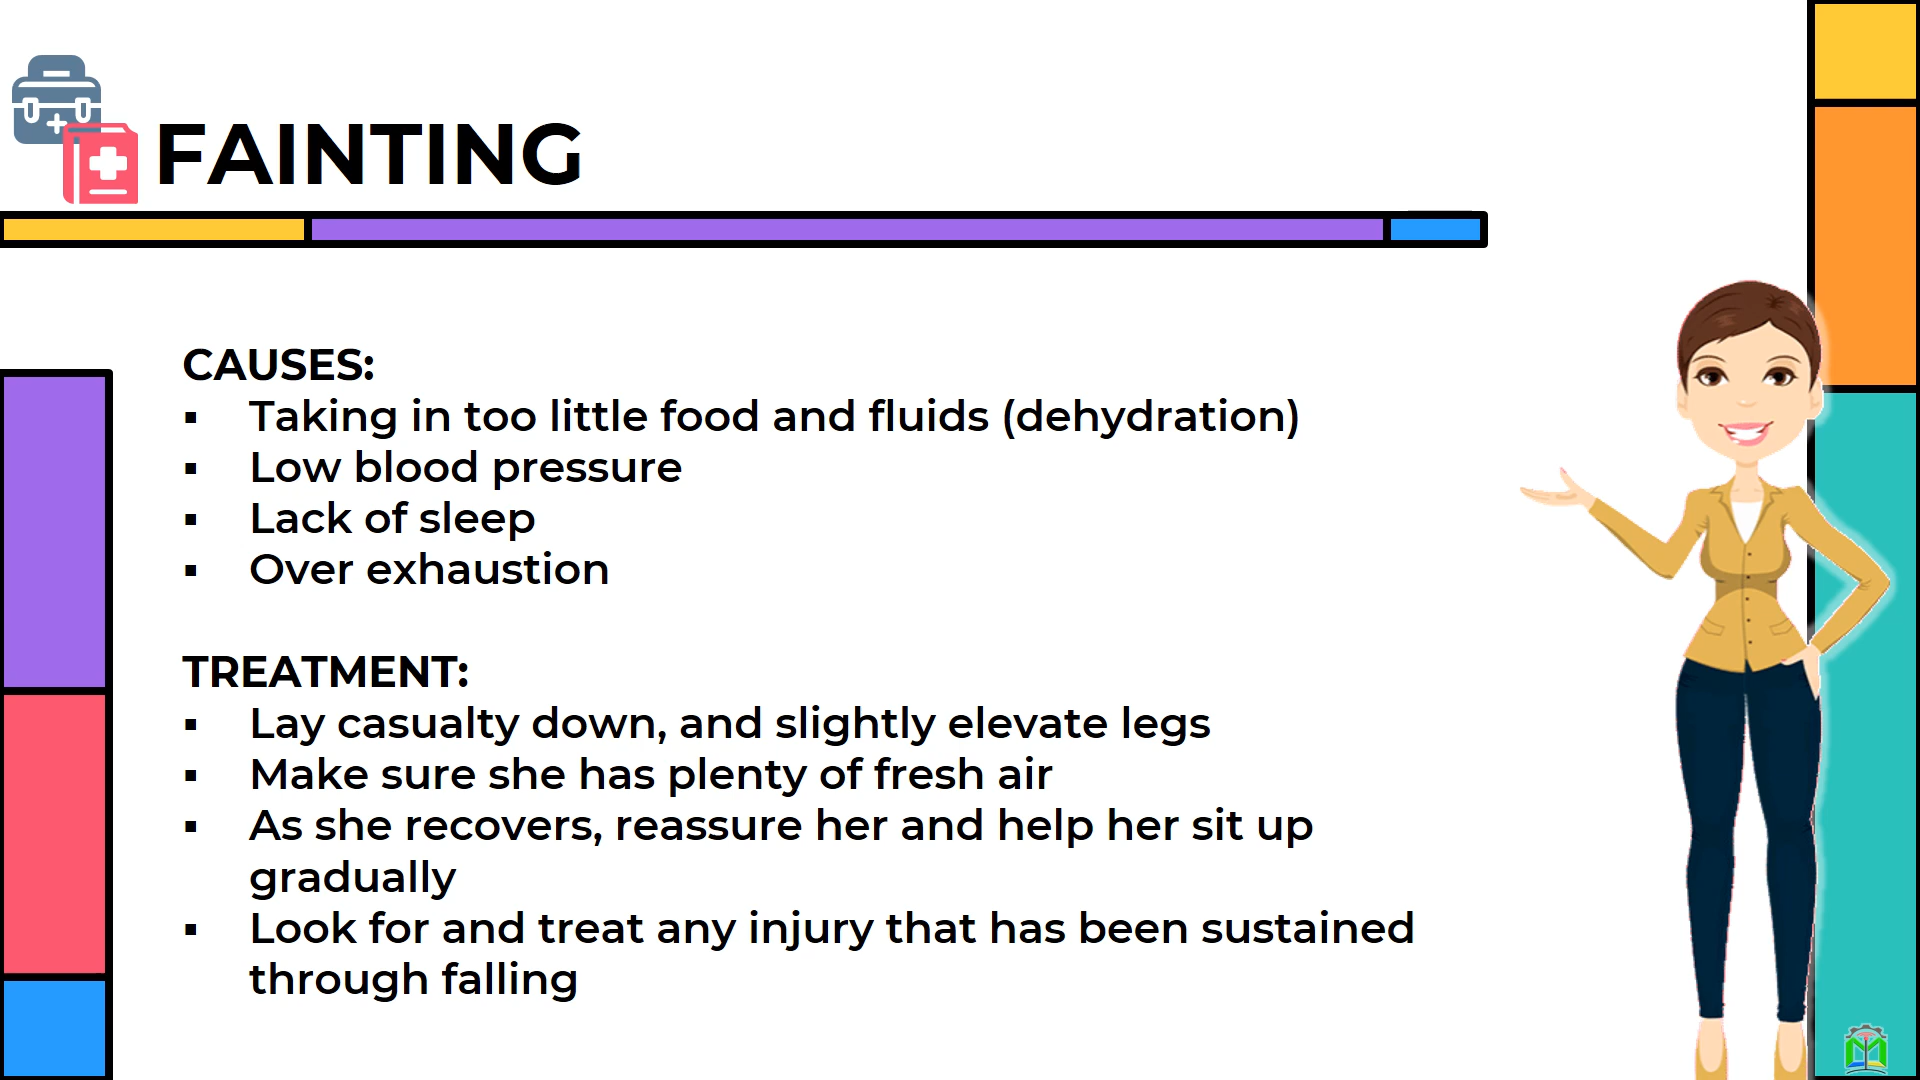 FAINTING
CAUSES:
▪ Taking in too little food and fluids (dehydration)
▪ Low blood pressure
▪ Lack of sleep
▪ Over exhaustion
TREATMENT:
▪ Lay casualty down, and slightly elevate legs
▪ Make sure she has plenty of fresh air
▪ As she recovers, reassure her and help her sit up
gradually
▪ Look for and treat any injury that has been sustained
through falling